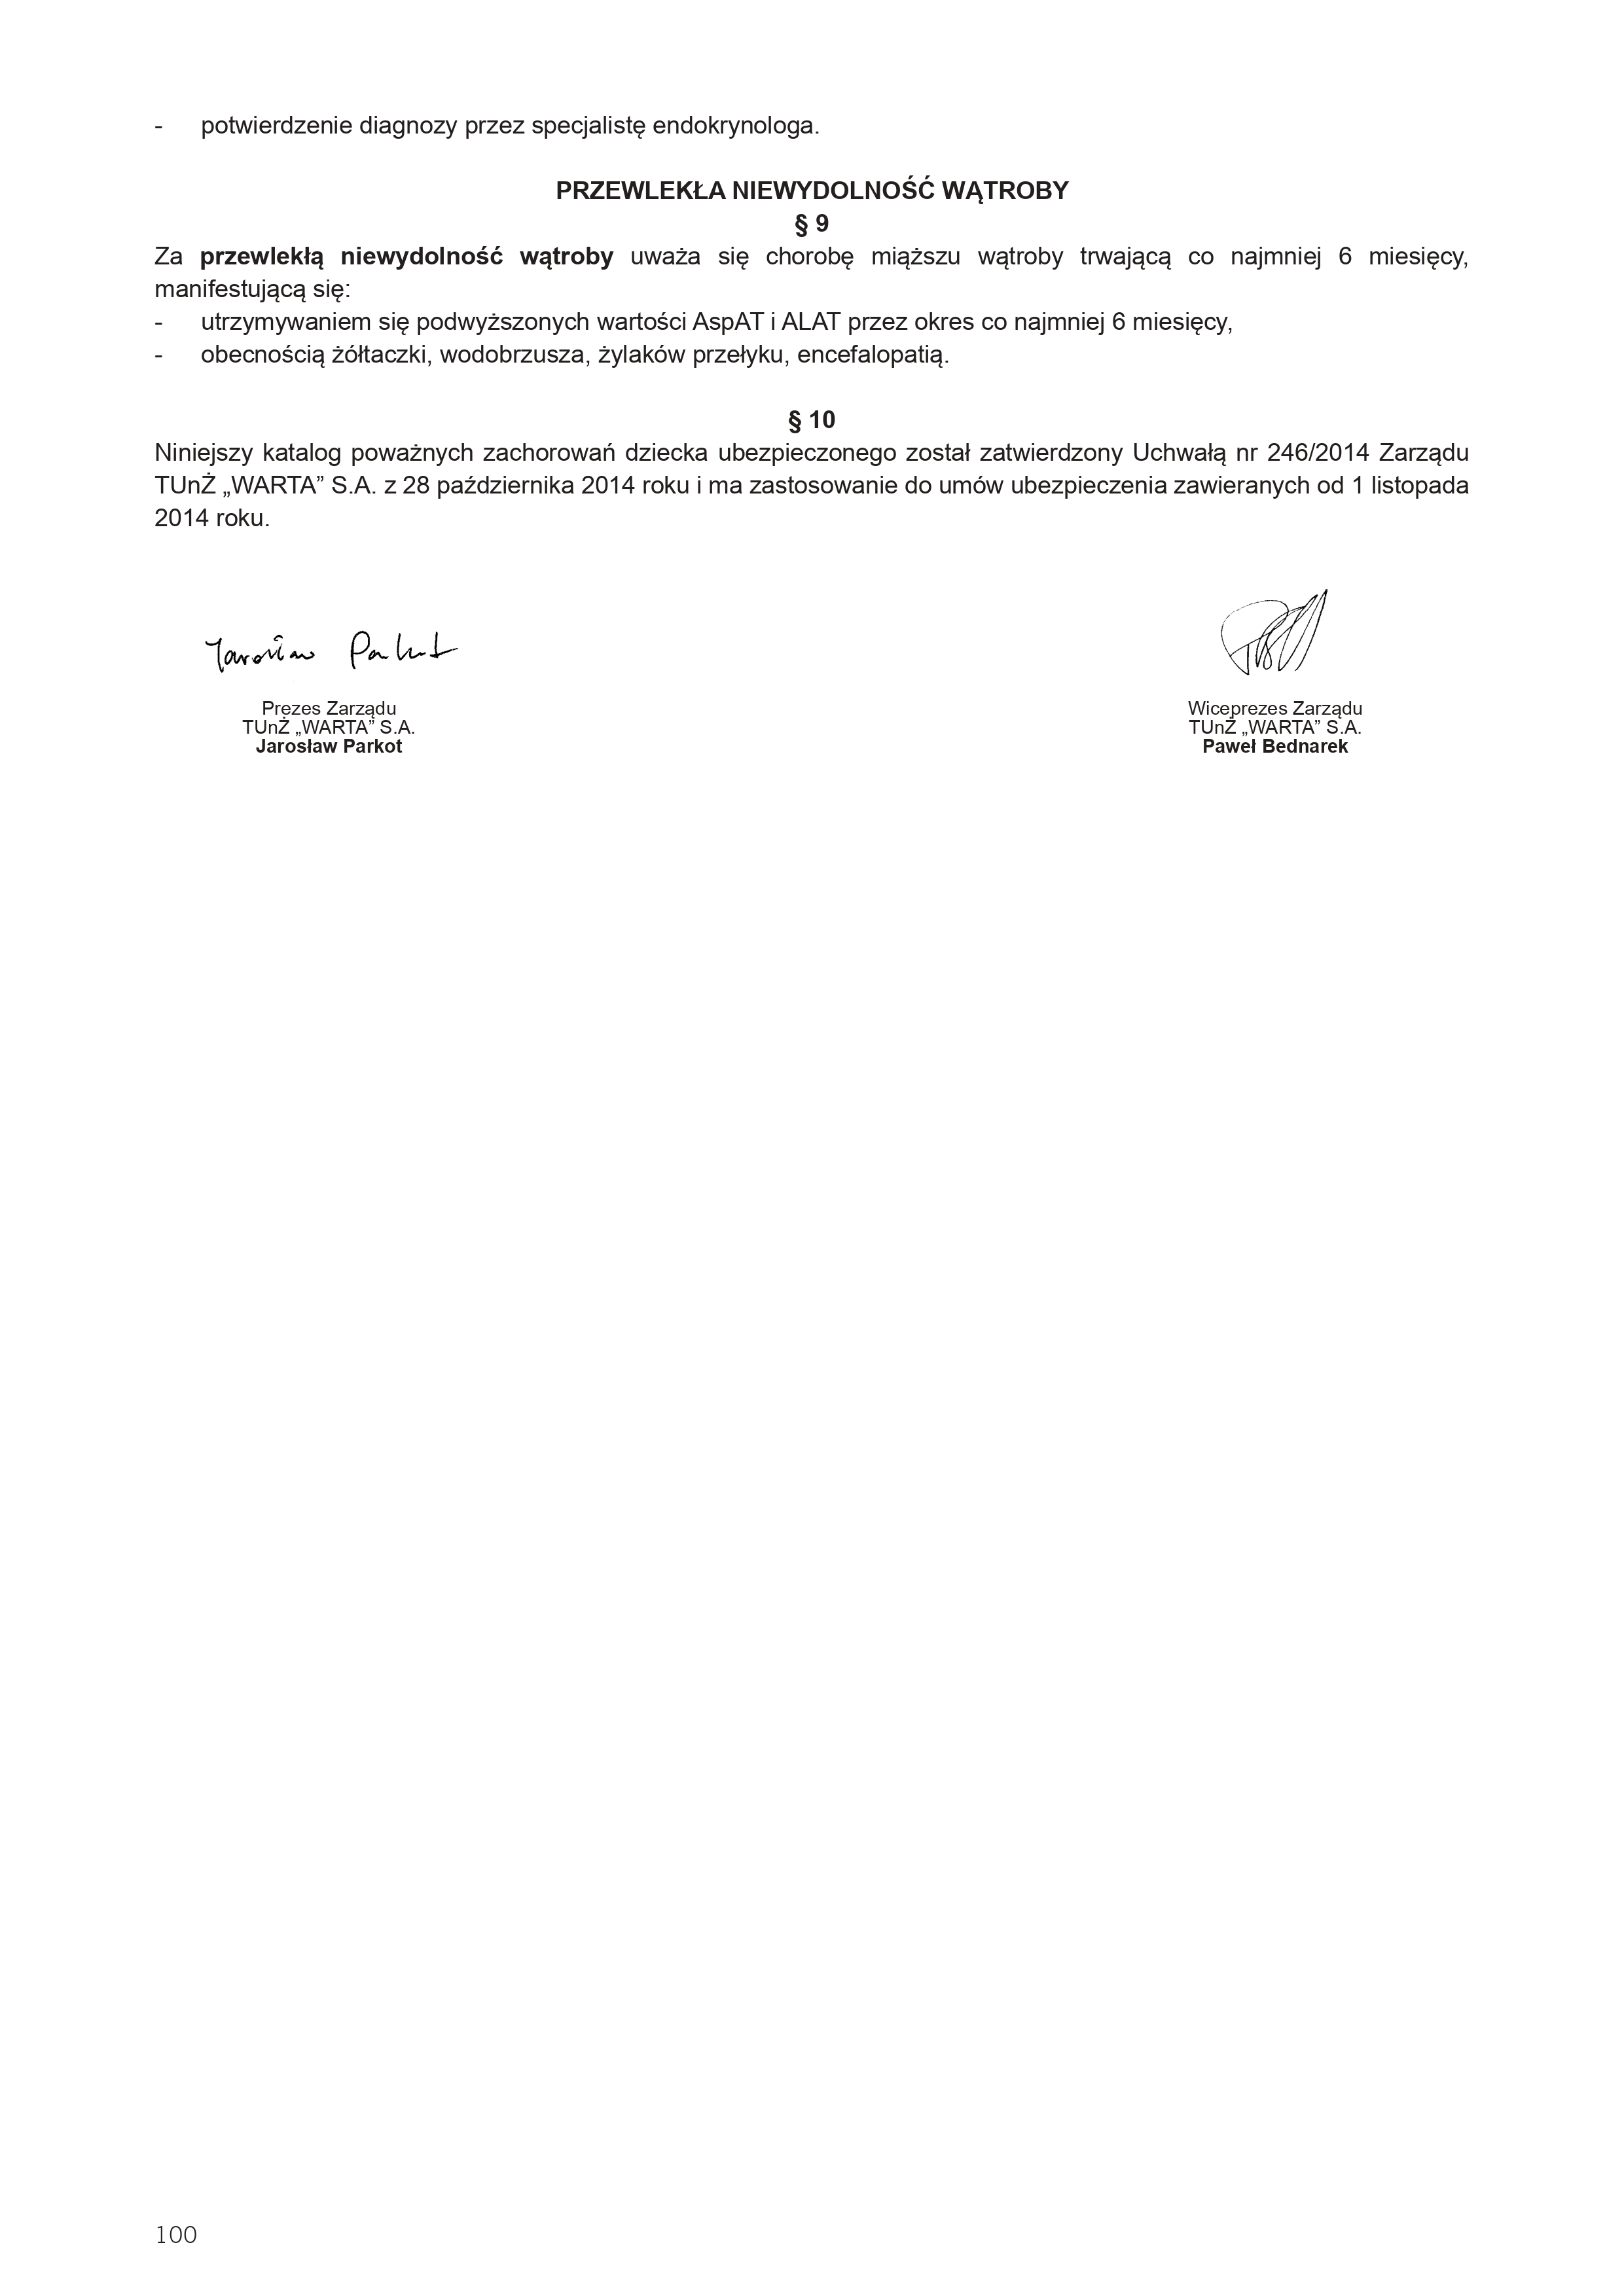 - potwierdzenie diagnozy przez specjalistę endokrynologa.
PRZEWLEKŁA NIEWYDOLNOŚĆ WĄTROBY
§ 9
Za przewlekłą niewydolność wątroby uważa się chorobę miąższu wątroby trwającą co najmniej 6 miesięcy,
manifestującą się:
- utrzymywaniem się podwyższonych wartości AspAT i ALAT przez okres co najmniej 6 miesięcy,
- obecnością żółtaczki, wodobrzusza, żylaków przełyku, encefalopatią.
§ 10
Niniejszy katalog poważnych zachorowań dziecka ubezpieczonego został zatwierdzony Uchwałą nr 246/2014 Zarządu
TUnŻ „WARTA” S.A. z 28 października 2014 roku i ma zastosowanie do umów ubezpieczenia zawieranych od 1 listopada
2014 roku.
Jarosław Parkot
Prezes Zarządu
TUnŻ „WARTA” S.A.
Jarosław Parkot
Wiceprezes Zarządu
TUnŻ „WARTA” S.A.
Paweł Bednarek
100